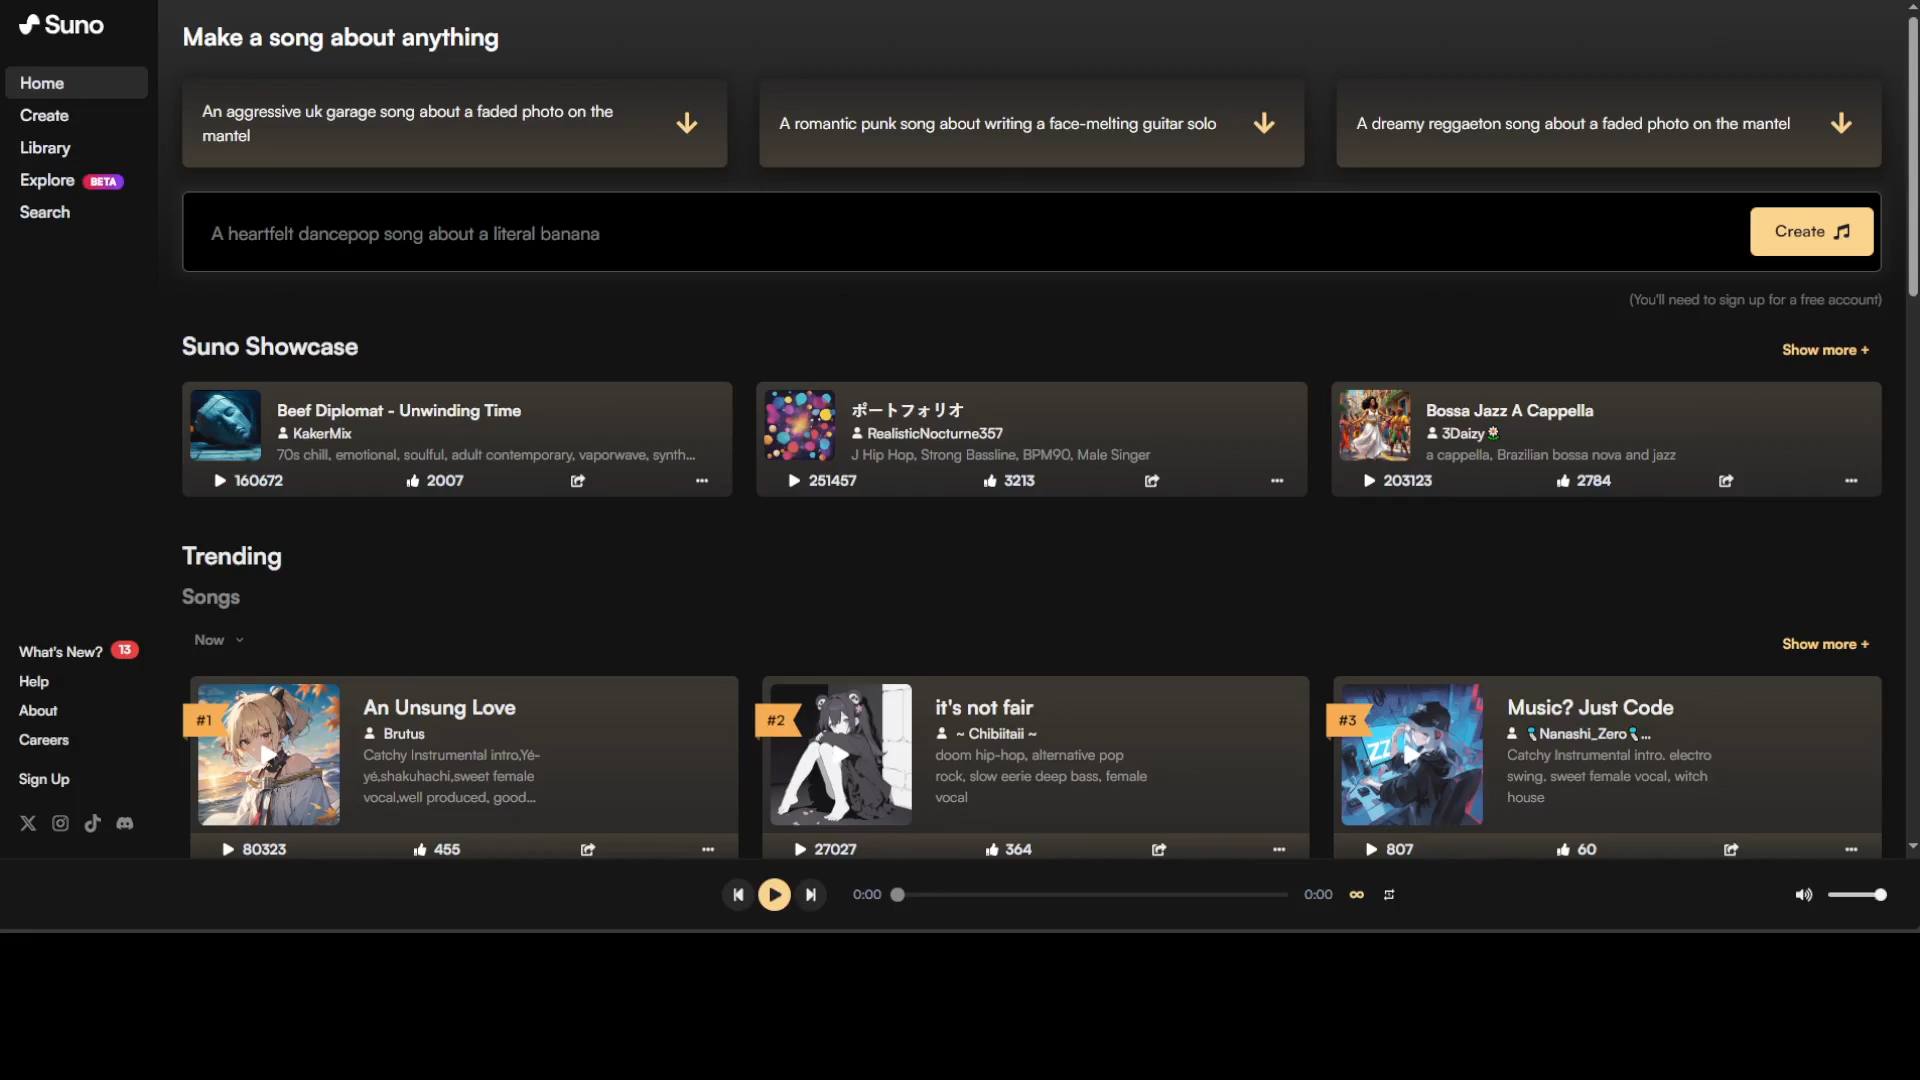 Suno
Home
Create
Library
Explore BETA
Search
What's New? 13
Help
About
Careers
Sign Up
Make a song about anything
An aggressive uk garage song about a faded photo on the
mantel
A romantic punk song about writing a face-melting guitar solo
A dreamy reggaeton song about a faded photo on the mantel
A heartfelt dancepop song about a literal banana
Create
(You'll need to sign up for a free account)
Suno Showcase
Show more +
Beef Diplomat - Unwinding Time
KakerMix
70s chill, emotional, soulful, adult contemporary, vaporwave, synth...
160672 2007
ポートフォリオ
RealisticNocturne357
J Hip Hop, Strong Bassline, BPM90, Male Singer
251457 3213
Bossa Jazz A Cappella
3Daizy
a cappella, Brazilian bossa nova and jazz
203123 2784
Trending
Songs
Now
Show more +
#1
An Unsung Love
Brutus
Catchy Instrumental intro,Yé-
yé,shakuhachi,sweet female
vocal,well produced, good...
80323 455
#2
it's not fair
~ Chibiitaii ~
doom hip-hop, alternative pop
rock, slow eerie deep bass, female
vocal
27027 364
#3
ZZ
Music? Just Code
Nanashi_Zero...
Catchy Instrumental intro. electro
swing. sweet female vocal, witch
house
807 60
0:00 0:00